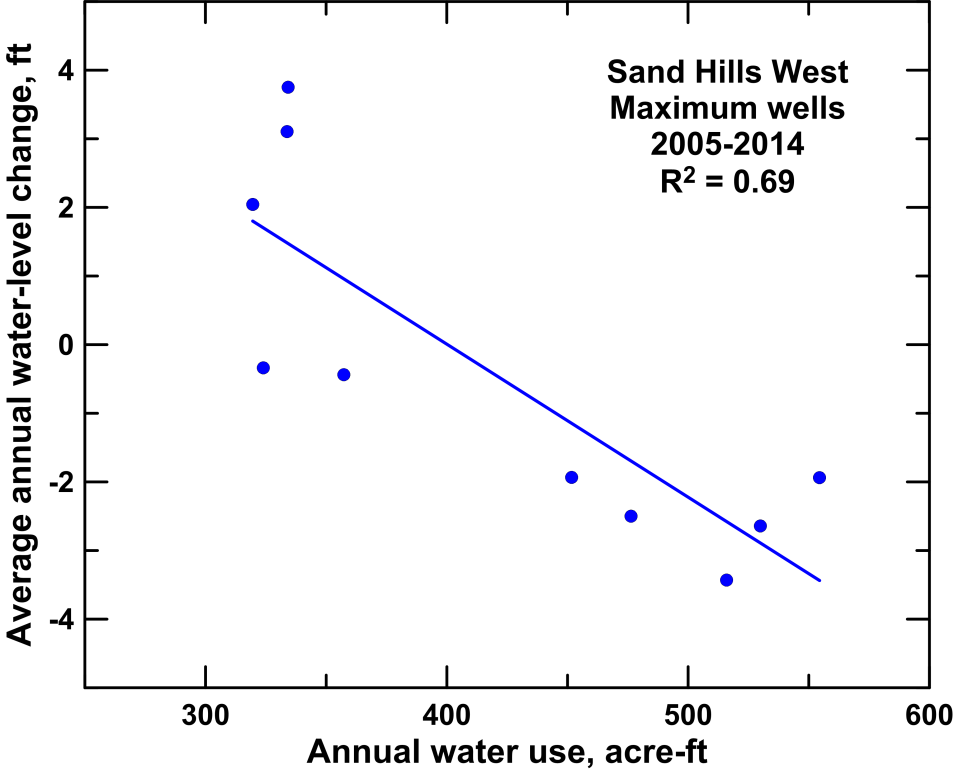 Sand Hills West
Maximum wells
2005-2014
R² = 0.69
Average annual water-level change, ft
4
2
0
-2
-4
300 400 500 600
Annual water use, acre-ft